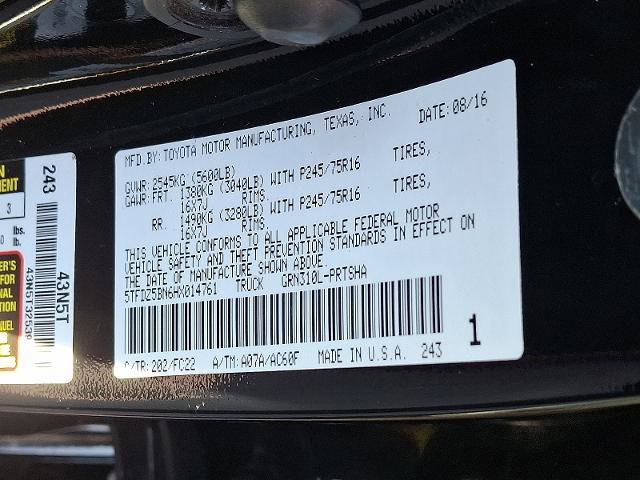 MFD.BY: TOYOTA MOTOR MANUFACTURING, TEXAS, INC. DATE: 08/16
GVWR: 2545KG (5600LB)
GAWR: FRT. 1380KG (3040LB) WITH P245/75R16 TIRES,
16X7J RIMS.
RR. 1490KG (3280LB) WITH P245/75R16 TIRES,
16X7J RIMS.
THIS VEHICLE CONFORMS TO ALL APPLICABLE FEDERAL MOTOR
VEHICLE SAFETY AND THEFT PREVENTION STANDARDS IN EFFECT ON
THE DATE OF MANUFACTURE SHOWN ABOVE
5TFDZ5BN6HX014761 TRUCK GRN310L-PRTSHA
C/TR: 202/FC22 A/TM: A07A/AC60F MADE IN U.S.A. 243
1
243
43N5T
3
lbs.
lb.